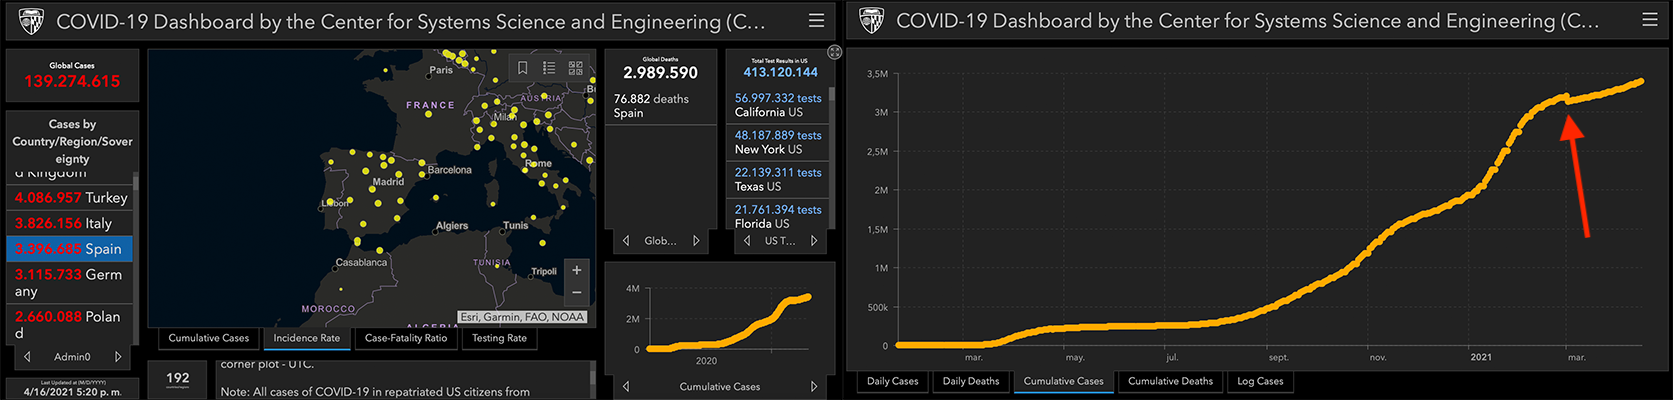 COVID-19 Dashboard by the Center for Systems Science and Engineering (C...
Global Cases
139.274.615
Cases by
Country/Region/Sover
eignty
d Kingdom
4.086.957 Turkey
3.826.156 Italy
3.396.685 Spain
3.115.733 Germ
any
2.660.088 Polan
d
Admin0
Last Updated at (M/D/YYYY)
4/16/2021 5:20 p. m.
Paris
FRANCE
AUSTRIA
Milan
Rome
Barcelona
Madrid
Lisbon
Algiers
Tunis
Casablanca
TUNISIA
Tripoli
MOROCCO
ALGERIA
Esri, Garmin, FAO, NOAA
+
−
Cumulative Cases
Incidence Rate
Case-Fatality Ratio
Testing Rate
192
corner plot - UTC.
Note: All cases of COVID-19 in repatriated US citizens from
Global Deaths
2.989.590
76.882 deaths
Spain
Glob...
Total Test Results in US
413.120.144
56.997.332 tests
California US
48.187.889 tests
New York US
22.139.311 tests
Texas US
21.761.394 tests
Florida US
US T...
4M
2M
0
2020
Cumulative Cases
COVID-19 Dashboard by the Center for Systems Science and Engineering (C...
3,5M
3M
2,5M
2M
1,5M
1M
500k
0
mar.
may.
jul.
sept.
nov.
2021
mar.
Daily Cases
Daily Deaths
Cumulative Cases
Cumulative Deaths
Log Cases